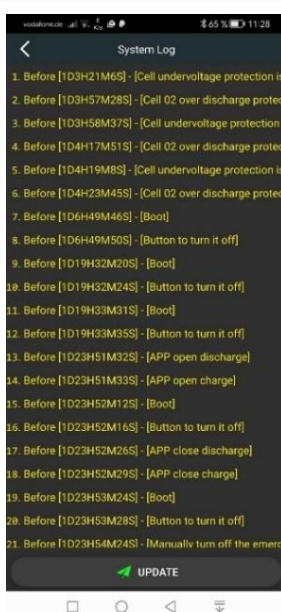 vodafone.de 65 % 11:28
System Log
1. Before [1D3H21M6S] - [Cell undervoltage protection is
2. Before [1D3H57M28S] - [Cell 02 over discharge protec
3. Before [1D3H58M37S] - [Cell undervoltage protection
4. Before [1D4H17M51S] - [Cell 02 over discharge protec
5. Before [1D4H19M8S] - [Cell undervoltage protection is
6. Before [1D4H23M45S] - [Cell 02 over discharge protec
7. Before [1D6H49M46S] - [Boot]
8. Before [1D6H49M50S] - [Button to turn it off]
9. Before [1D19H32M20S] - [Boot]
10. Before [1D19H32M24S] - [Button to turn it off]
11. Before [1D19H33M31S] - [Boot]
12. Before [1D19H33M35S] - [Button to turn it off]
13. Before [1D23H51M32S] - [APP open discharge]
14. Before [1D23H51M33S] - [APP open charge]
15. Before [1D23H52M12S] - [Boot]
16. Before [1D23H52M16S] - [Button to turn it off]
17. Before [1D23H52M26S] - [APP close discharge]
18. Before [1D23H52M29S] - [APP close charge]
19. Before [1D23H53M24S] - [Boot]
20. Before [1D23H53M28S] - [Button to turn it off]
21. Before [1D23H54M24S] - [Manually turn off the emerg
UPDATE